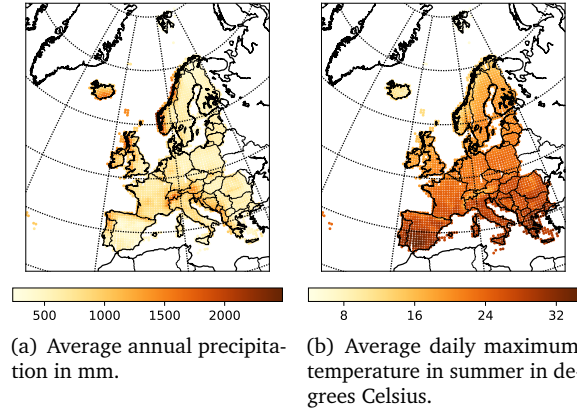 500 1000 1500 2000
8 16 24 32
(a) Average annual precipita-
tion in mm.
(b) Average daily maximum
temperature in summer in de-
grees Celsius.